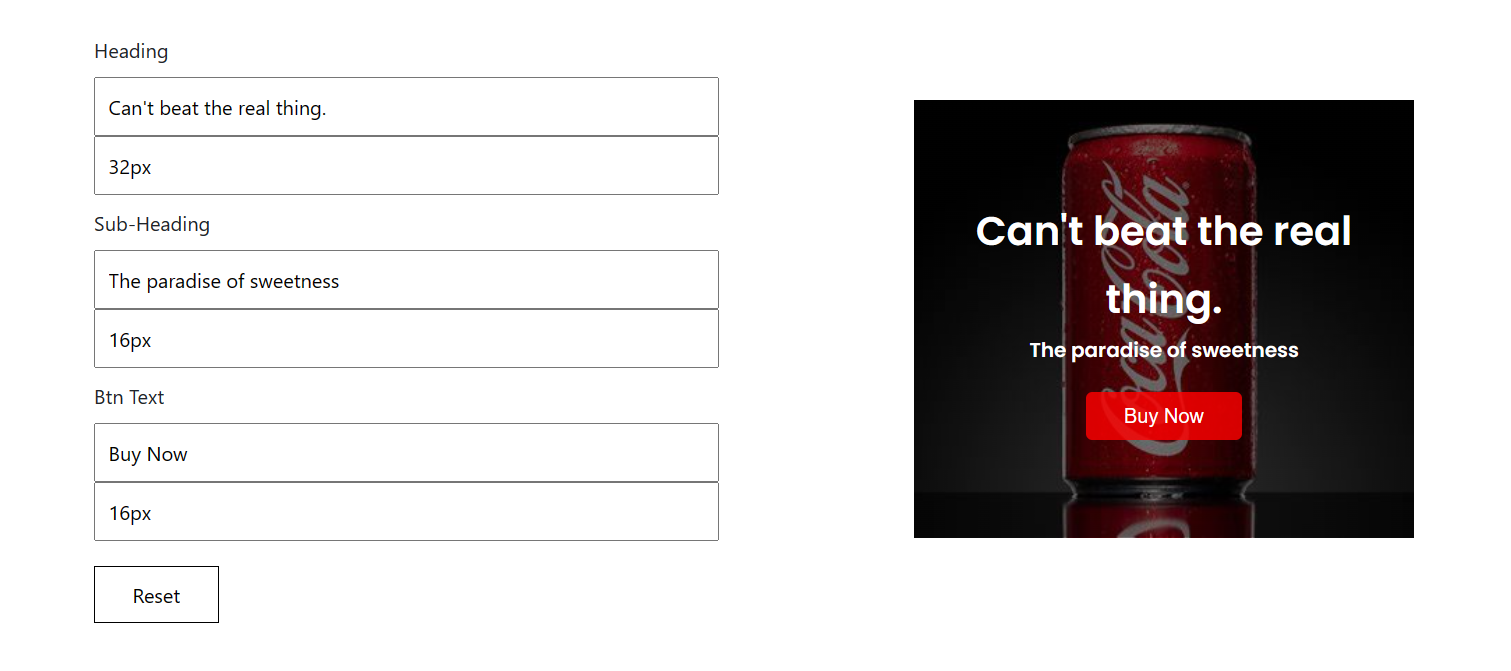 Heading
Can't beat the real thing.
32px
Sub-Heading
The paradise of sweetness
16px
Btn Text
Buy Now
16px
Reset
Coca-Cola
Can't beat the real
thing.
The paradise of sweetness
Buy Now